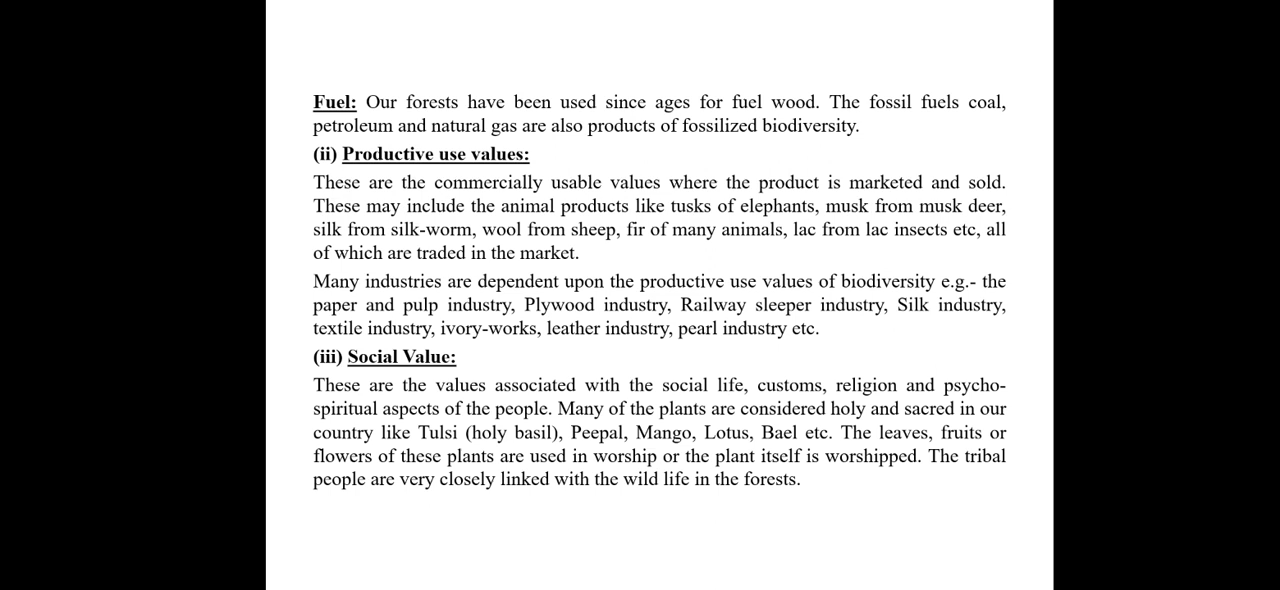 Fuel: Our forests have been used since ages for fuel wood. The fossil fuels coal,
petroleum and natural gas are also products of fossilized biodiversity.
(ii) Productive use values:
These are the commercially usable values where the product is marketed and sold.
These may include the animal products like tusks of elephants, musk from musk deer,
silk from silk-worm, wool from sheep, fir of many animals, lac from lac insects etc, all
of which are traded in the market.
Many industries are dependent upon the productive use values of biodiversity e.g.- the
paper and pulp industry, Plywood industry, Railway sleeper industry, Silk industry,
textile industry, ivory-works, leather industry, pearl industry etc.
(iii) Social Value:
These are the values associated with the social life, customs, religion and psycho-
spiritual aspects of the people. Many of the plants are considered holy and sacred in our
country like Tulsi (holy basil), Peepal, Mango, Lotus, Bael etc. The leaves, fruits or
flowers of these plants are used in worship or the plant itself is worshipped. The tribal
people are very closely linked with the wild life in the forests.